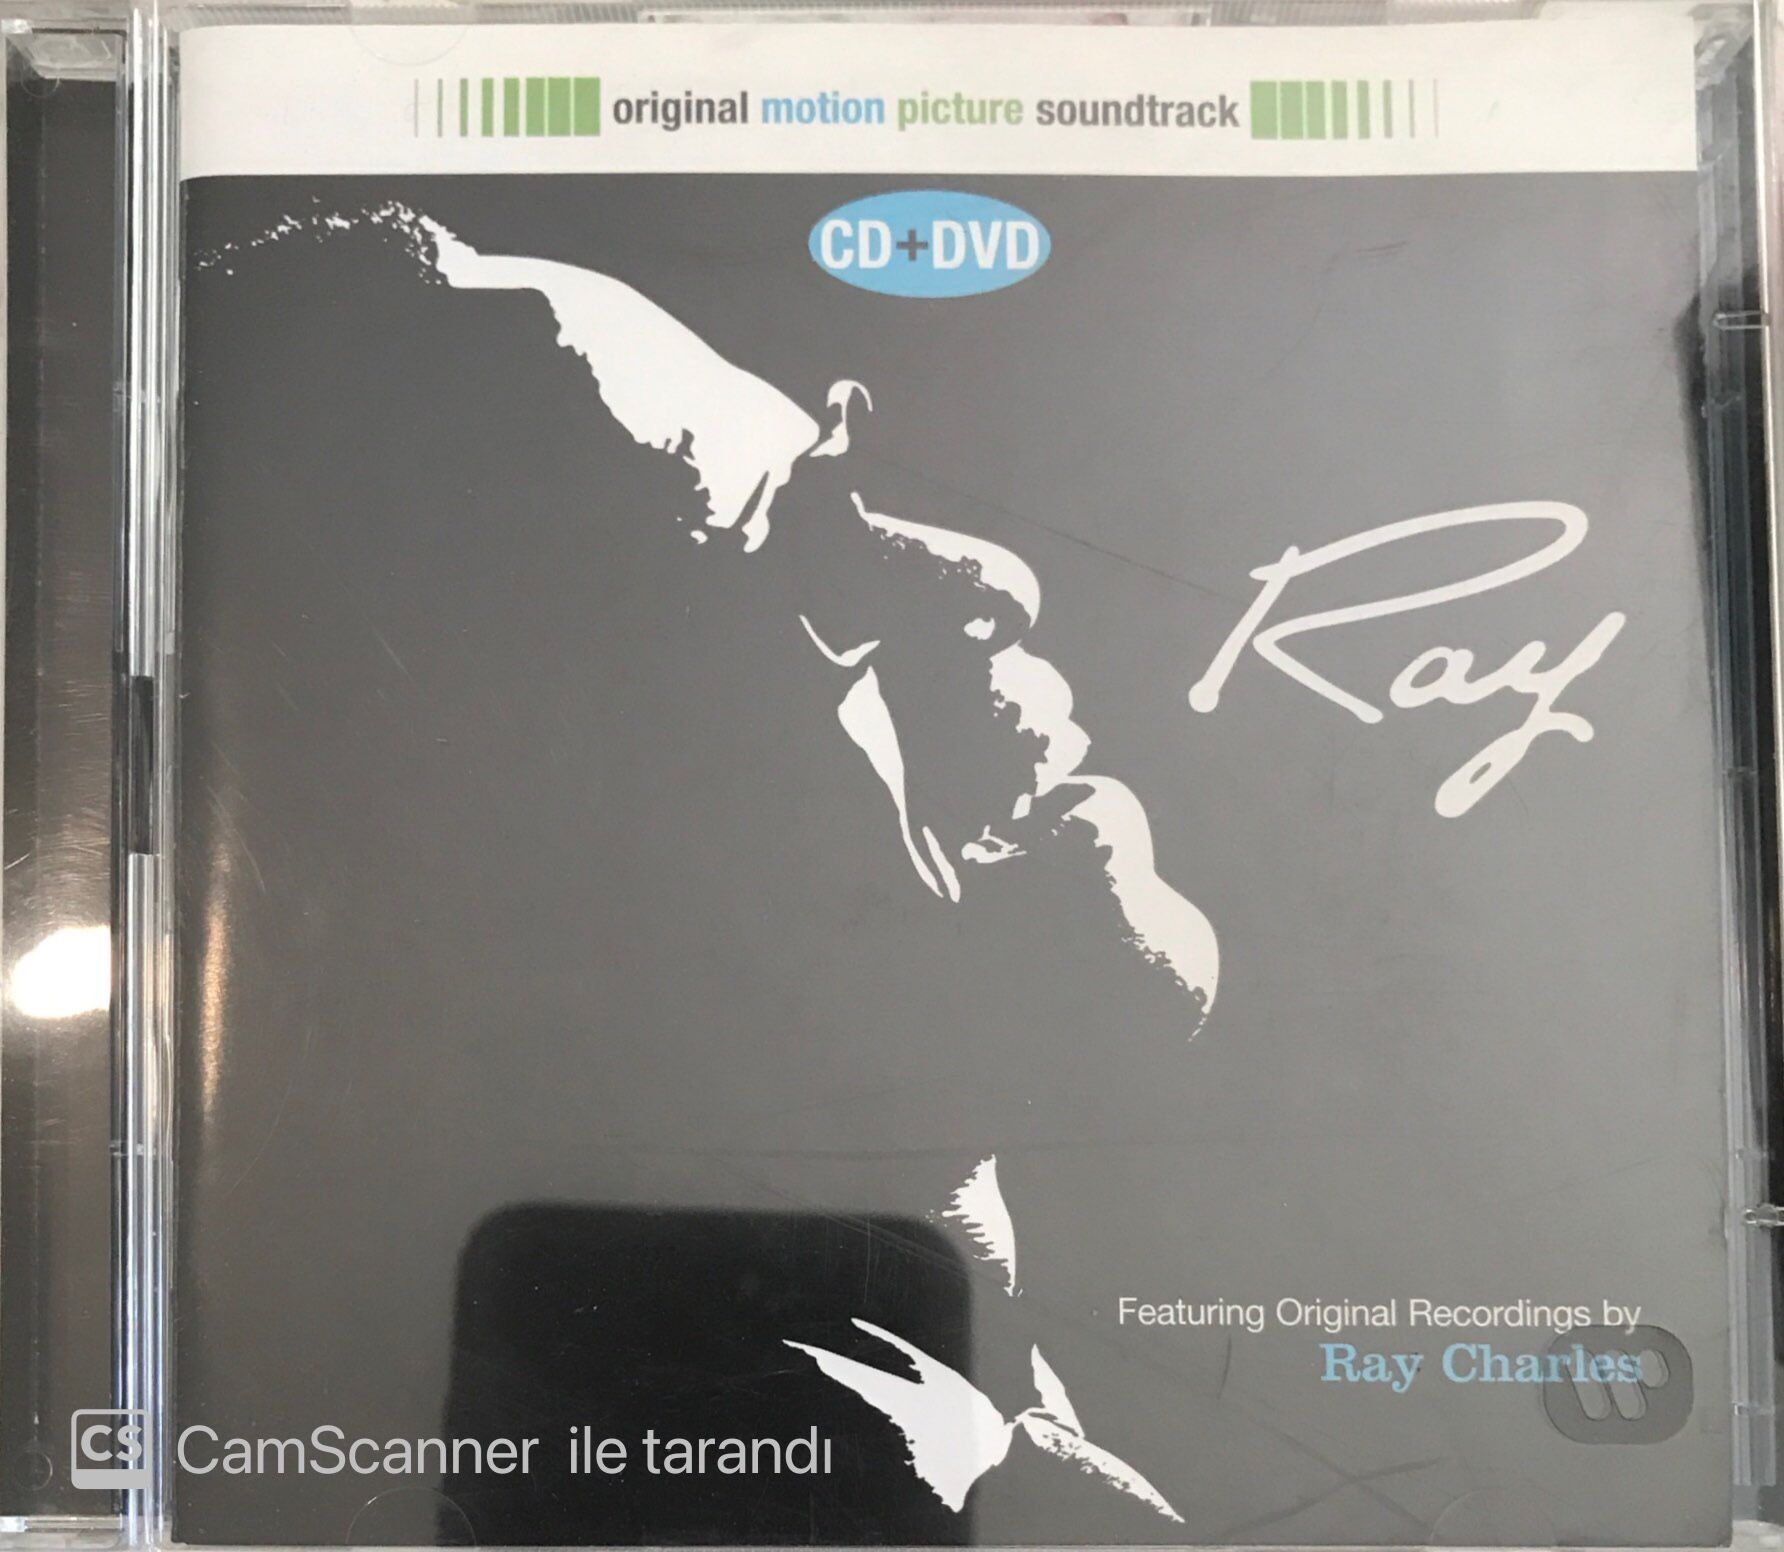 original motion picture soundtrack
CD+DVD
Ray
Featuring Original Recordings by
Ray Charles
CS CamScanner ile tarandı